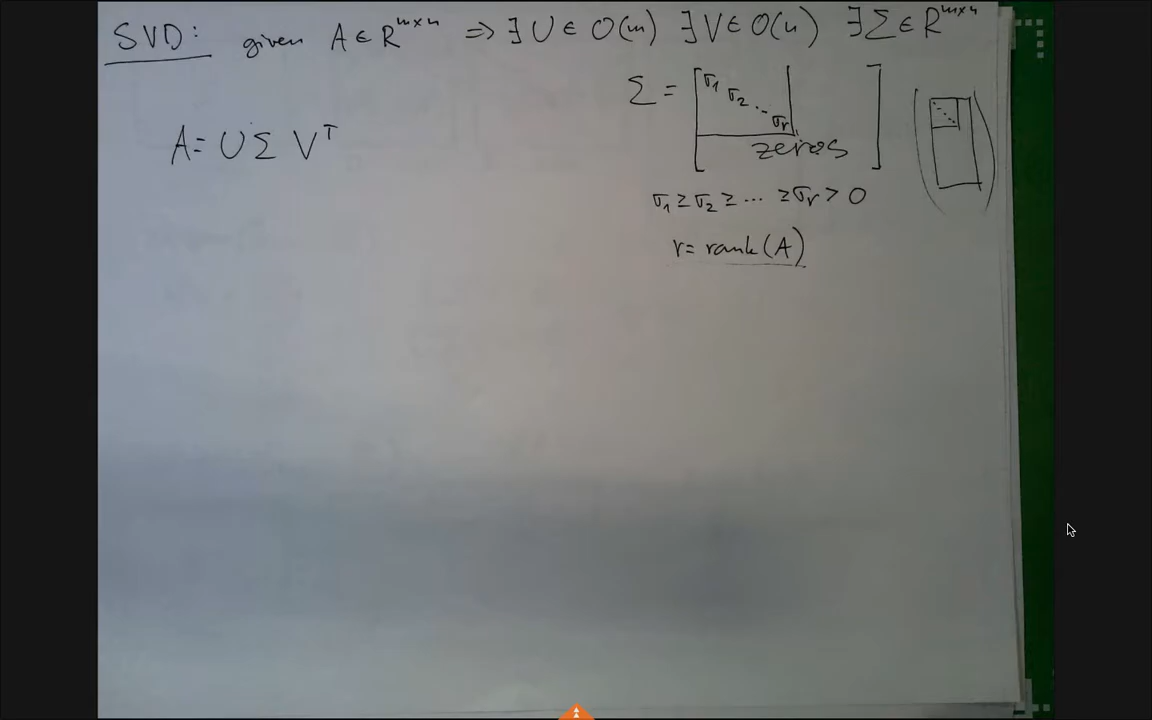 SVD: given A ∈ R^{m×n} => ∃ U ∈ O(m) ∃ V ∈ O(n) ∃ Σ ∈ R^{m×n}
Σ = [σ1 σ2 ... σr zeros]
A = U Σ V^T
σ1 ≥ σ2 ≥ ... ≥ σr > 0
r = rank(A)